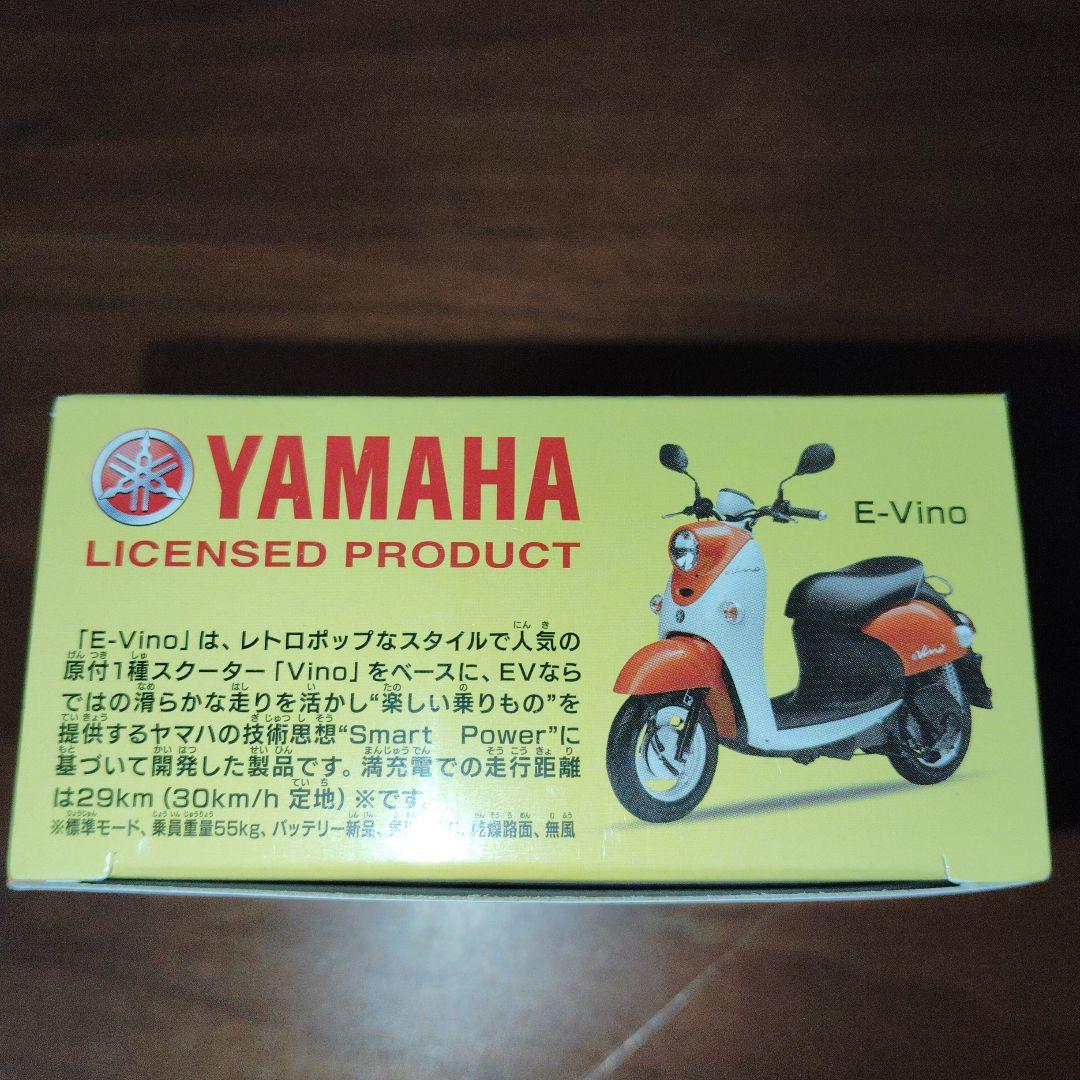 YAMAHA
LICENSED PRODUCT
E-Vino
「E-Vino」は、レトロポップなスタイルで人気の
原付1種スクーター「Vino」をベースに、EVなら
ではの滑らかな走りを活かし“楽しい乗りもの”を
提供するヤマハの技術思想“Smart Power”に
基づいて開発した製品です。満充電での走行距離
は29km（30km/h 定地）※です。
※標準モード、乗員重量55kg、バッテリー新品、乾燥路面、無風
Vino
Vino